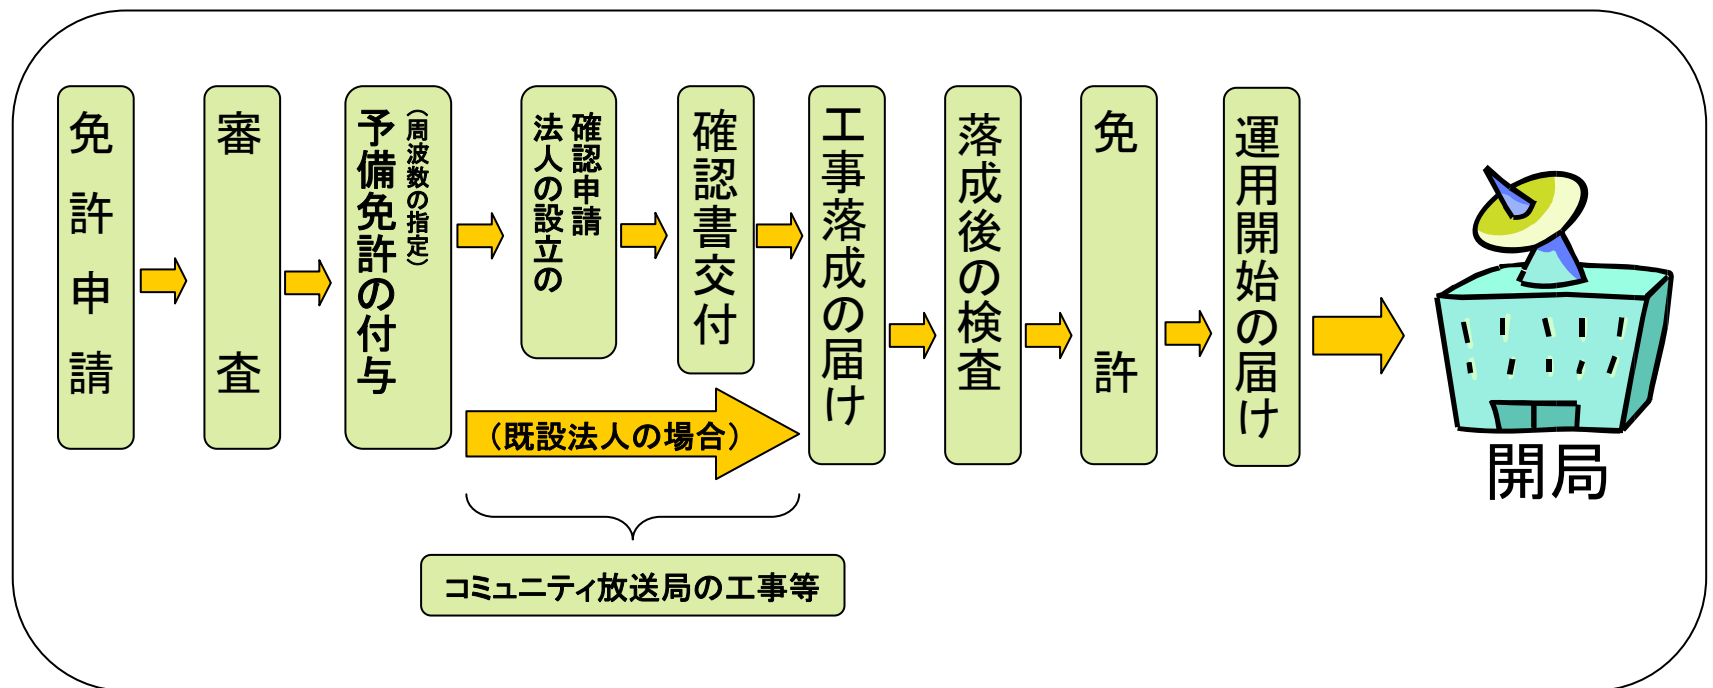 免許申請
審査
予備免許の付与
（周波数の指定）
法人の設立の
確認申請
確認書交付
工事落成の届け
落成後の検査
免許
運用開始の届け
開局
（既設法人の場合）
コミュニティ放送局の工事等